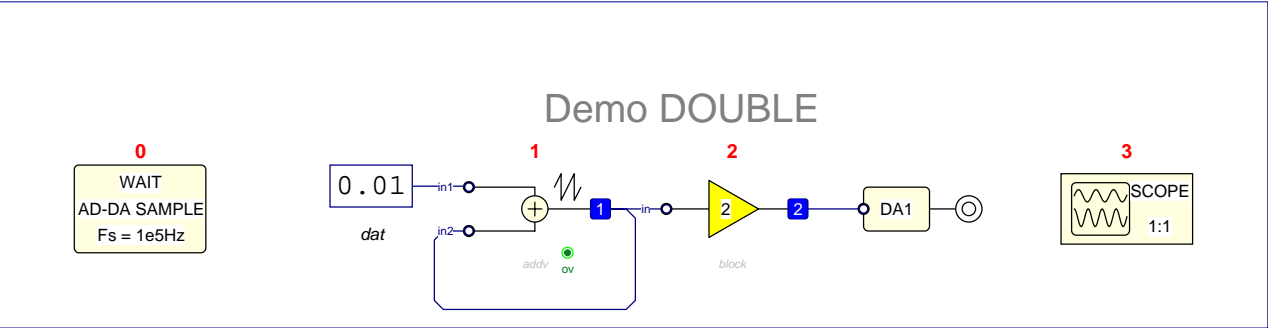 Demo DOUBLE
0
1
2
3
WAIT
AD-DA SAMPLE
Fs = 1e5Hz
0.01
dat
in1
in2
addv
ov
1
in
2
block
2
DA1
SCOPE
1:1